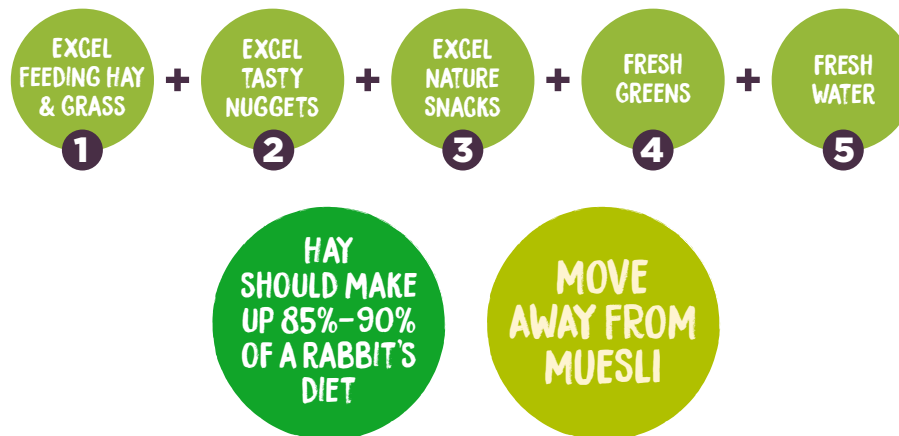 EXCEL
FEEDING HAY
& GRASS
1
+
EXCEL
TASTY
NUGGETS
2
+
EXCEL
NATURE
SNACKS
3
+
FRESH
GREENS
4
+
FRESH
WATER
5
HAY
SHOULD MAKE
UP 85%–90%
OF A RABBIT'S
DIET
MOVE
AWAY FROM
MUESLI